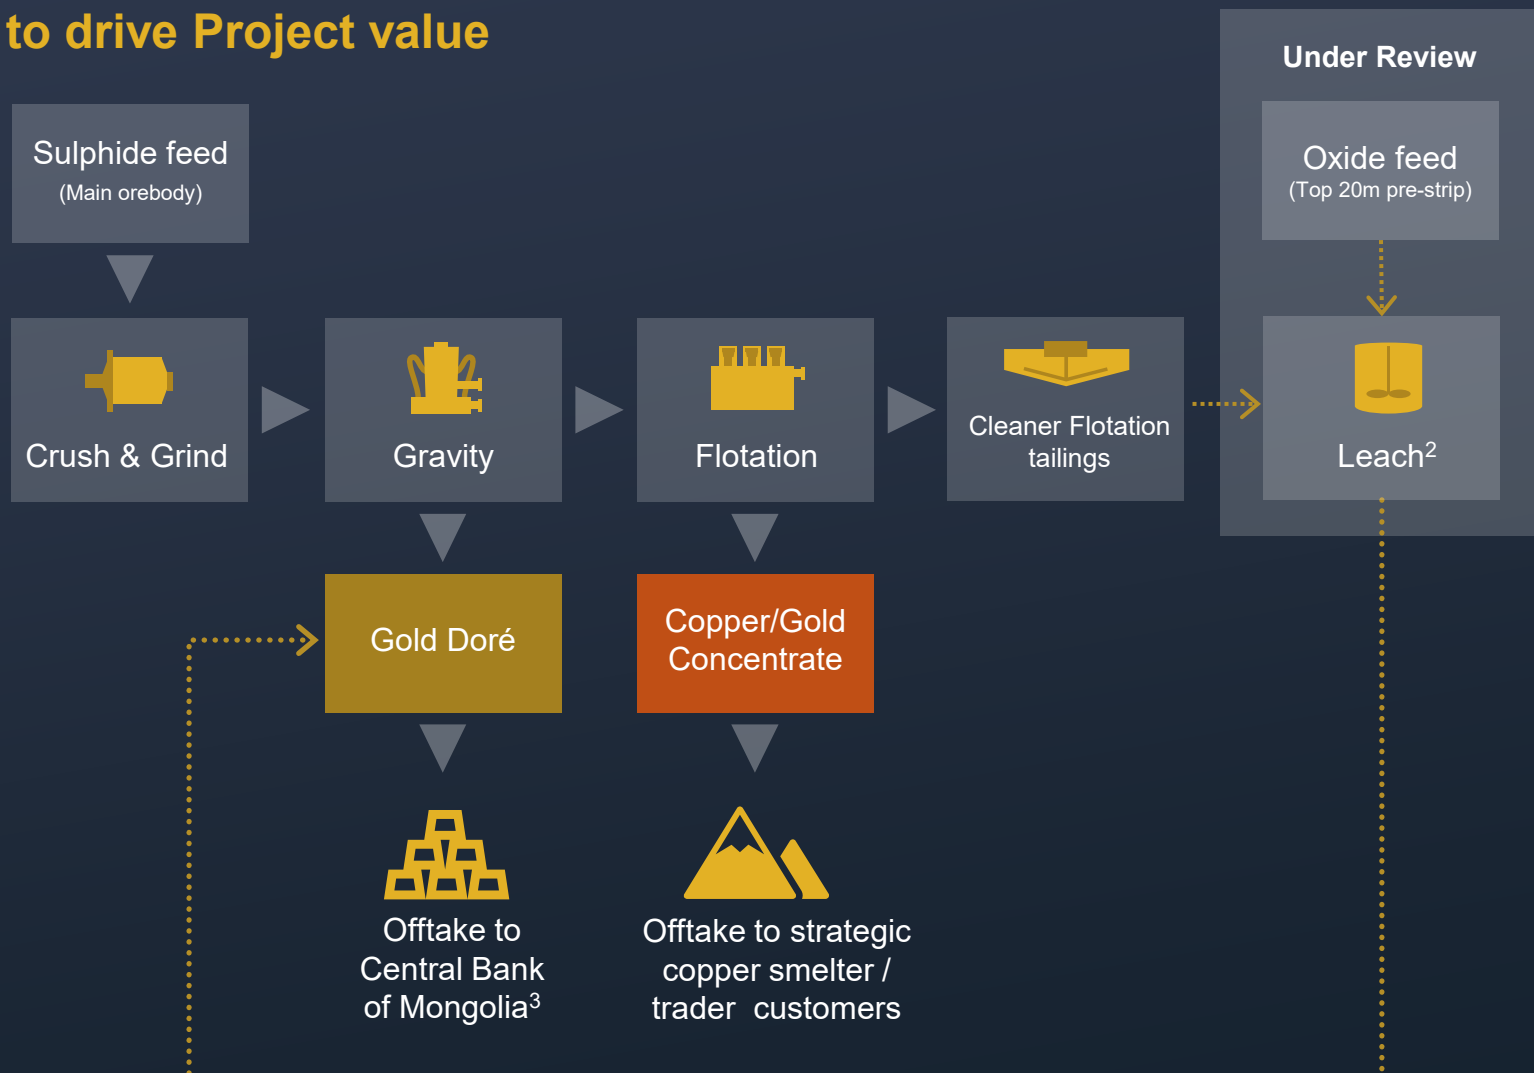 to drive Project value
Under Review
Sulphide feed
(Main orebody)
Oxide feed
(Top 20m pre-strip)
Crush & Grind
Gravity
Flotation
Cleaner Flotation
tailings
Leach²
Gold Doré
Copper/Gold
Concentrate
Offtake to
Central Bank
of Mongolia³
Offtake to strategic
copper smelter /
trader customers